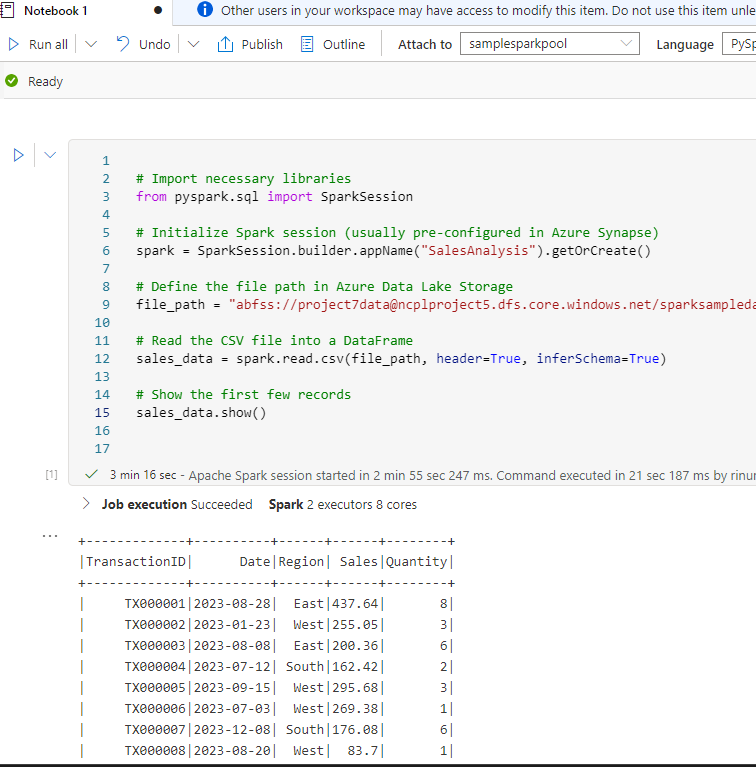 Notebook 1 Other users in your workspace may have access to modify this item. Do not use this item
Run all Undo Publish Outline Attach to samplesparkpool Language
Ready
1
2 # Import necessary libraries
3 from pyspark.sql import SparkSession
4
5 # Initialize Spark session (usually pre-configured in Azure Synapse)
6 spark = SparkSession.builder.appName("SalesAnalysis").getOrCreate()
7
8 # Define the file path in Azure Data Lake Storage
9 file_path = "abfss://project7data@ncplproject5.dfs.core.windows.net/sparksampleda
10
11 # Read the CSV file into a DataFrame
12 sales_data = spark.read.csv(file_path, header=True, inferSchema=True)
13
14 # Show the first few records
15 sales_data.show()
16
17
[1] 3 min 16 sec - Apache Spark session started in 2 min 55 sec 247 ms. Command executed in 21 sec 187 ms by
Job execution Succeeded Spark 2 executors 8 cores
+-------------+----------+------+------+--------+
|TransactionID|      Date|Region| Sales|Quantity|
+-------------+----------+------+------+--------+
|     TX000001|2023-08-28|  East|437.64|       8|
|     TX000002|2023-01-23|  West|255.05|       3|
|     TX000003|2023-08-08|  East|200.36|       6|
|     TX000004|2023-07-12| South|162.42|       2|
|     TX000005|2023-09-15|  West|295.68|       3|
|     TX000006|2023-07-03|  West|269.38|       1|
|     TX000007|2023-12-08| South|176.08|       6|
|     TX000008|2023-08-20|  West|  83.7|       1|